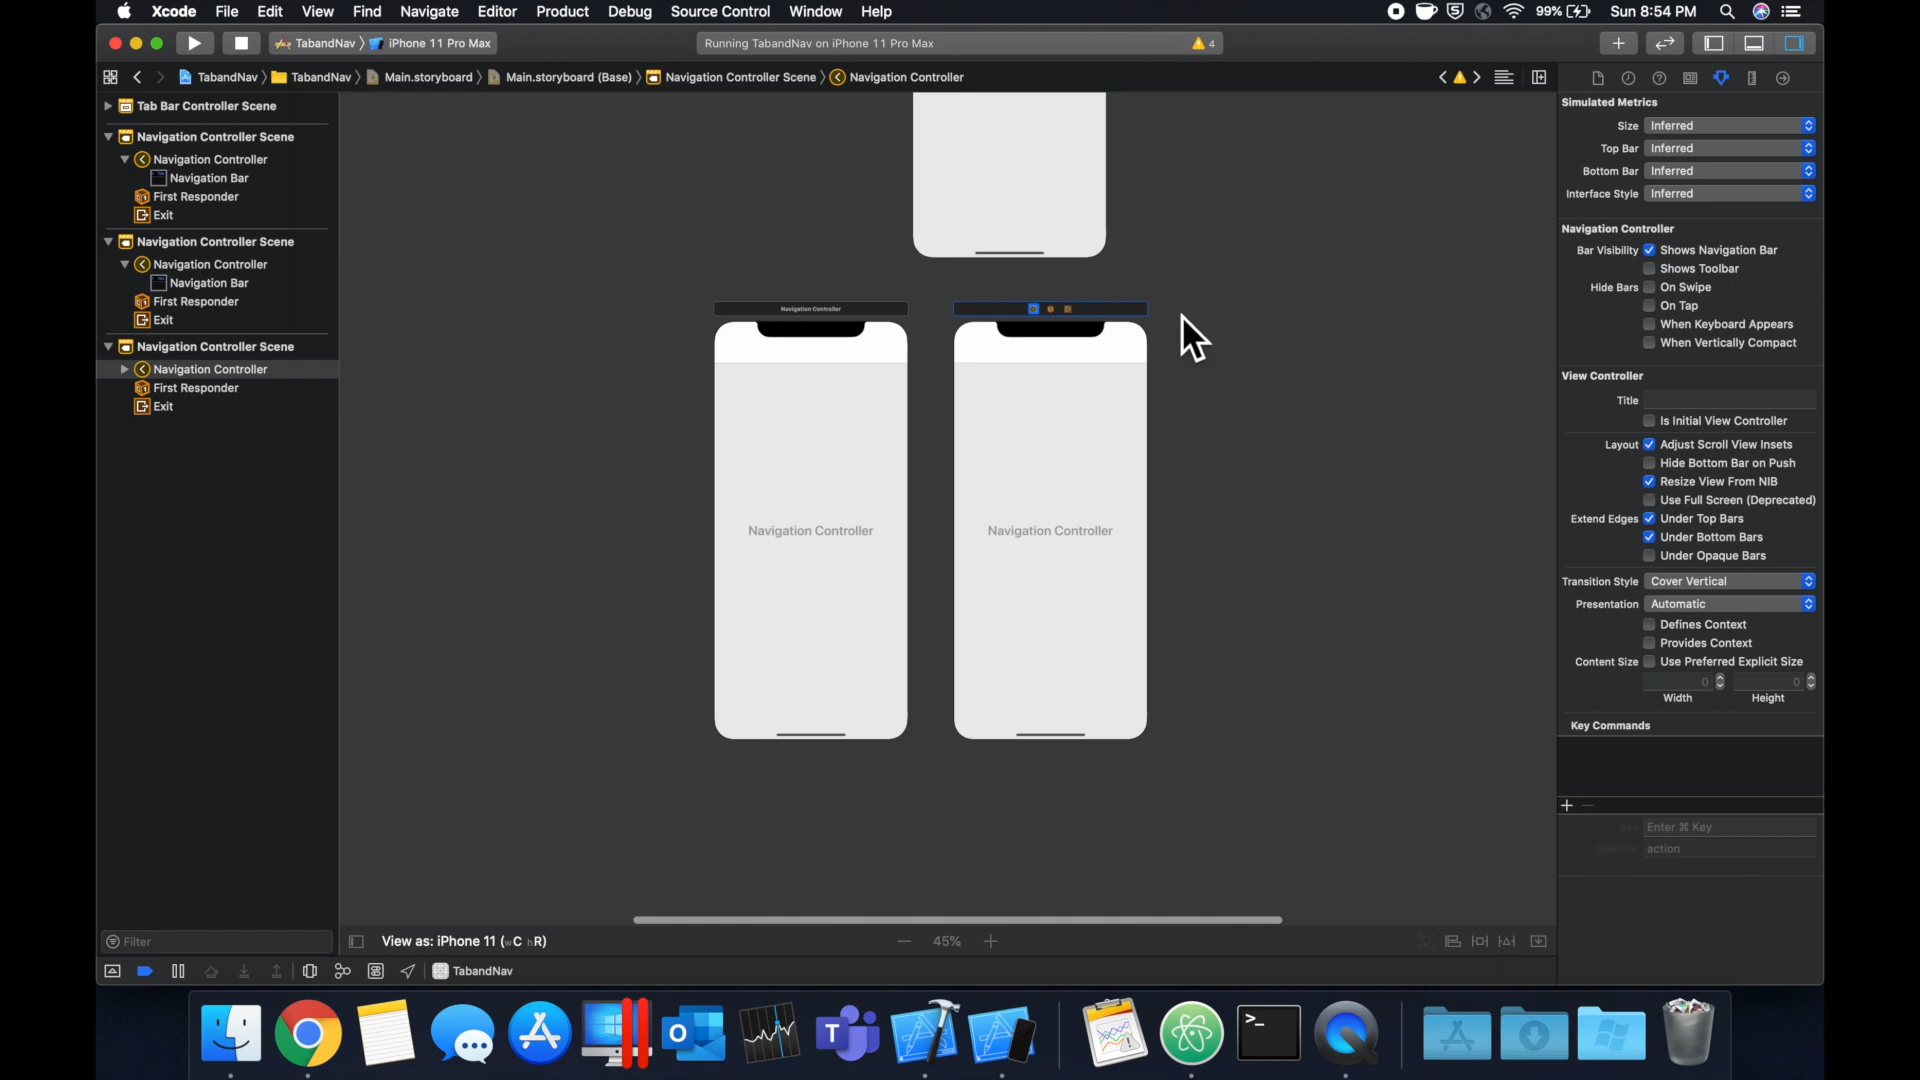 Xcode File Edit View Find Navigate Editor Product Debug Source Control Window Help 99% Sun 8:54 PM
TabandNav iPhone 11 Pro Max Running TabandNav on iPhone 11 Pro Max 4
TabandNav TabandNav Main.storyboard Main.storyboard (Base) Navigation Controller Scene Navigation Controller
Tab Bar Controller Scene
Navigation Controller Scene
Navigation Controller
Navigation Bar
First Responder
Exit
Navigation Controller Scene
Navigation Controller
Navigation Bar
First Responder
Exit
Navigation Controller Scene
Navigation Controller
First Responder
Exit
Filter
Navigation Controller
Navigation Controller Navigation Controller
View as: iPhone 11 (wC hR) 45%
TabandNav
Simulated Metrics
Size Inferred
Top Bar Inferred
Bottom Bar Inferred
Interface Style Inferred
Navigation Controller
Bar Visibility Shows Navigation Bar
Shows Toolbar
Hide Bars On Swipe
On Tap
When Keyboard Appears
When Vertically Compact
View Controller
Title
Is Initial View Controller
Layout Adjust Scroll View Insets
Hide Bottom Bar on Push
Resize View From NIB
Use Full Screen (Deprecated)
Extend Edges Under Top Bars
Under Bottom Bars
Under Opaque Bars
Transition Style Cover Vertical
Presentation Automatic
Defines Context
Provides Context
Content Size Use Preferred Explicit Size
0 0
Width Height
Key Commands
Key Enter ⌘ Key
Selector action